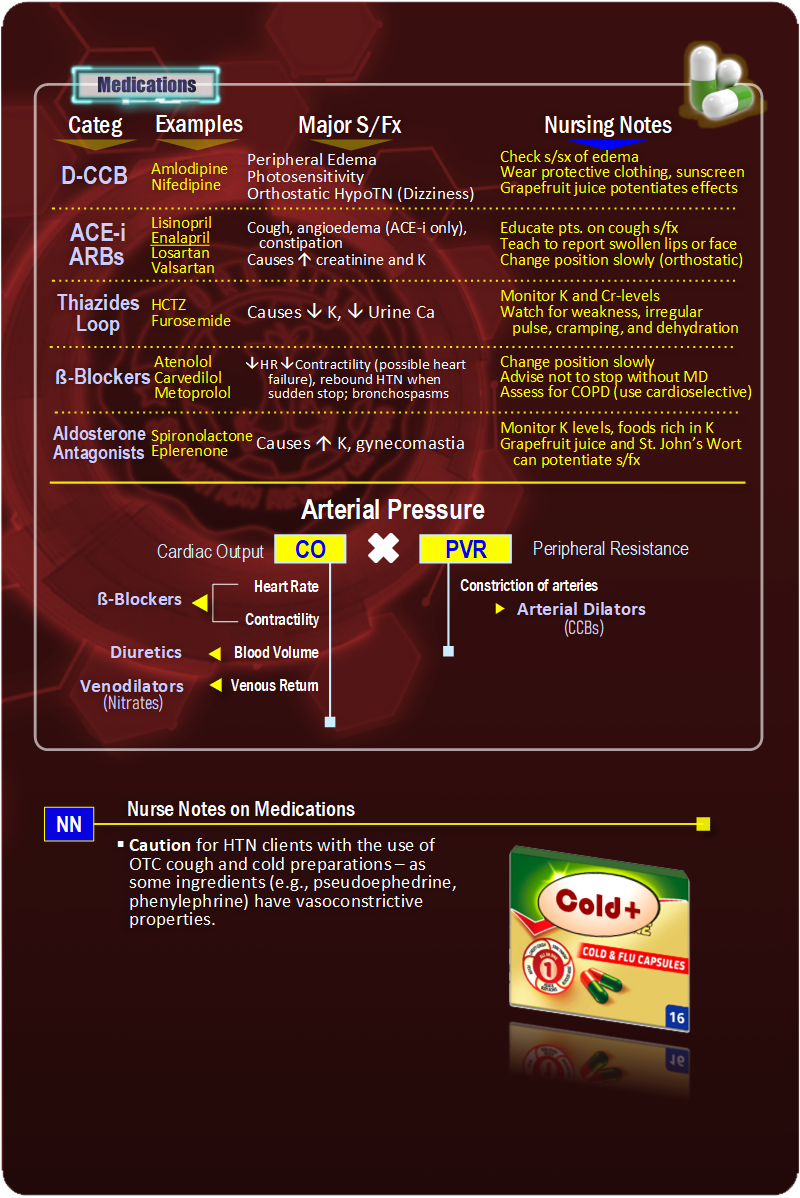 Medications
Categ Examples Major S/Fx Nursing Notes
D-CCB
Amlodipine
Nifedipine
Peripheral Edema
Photosensitivity
Orthostatic HypoTN (Dizziness)
Check s/sx of edema
Wear protective clothing, sunscreen
Grapefruit juice potentiates effects
ACE-i
ARBs
Lisinopril
Enalapril
Losartan
Valsartan
Cough, angioedema (ACE-i only),
constipation
Causes ↑ creatinine and K
Educate pts. on cough s/fx
Teach to report swollen lips or face
Change position slowly (orthostatic)
Thiazides
Loop
HCTZ
Furosemide
Causes ↓ K, ↓ Urine Ca
Monitor K and Cr-levels
Watch for weakness, irregular
pulse, cramping, and dehydration
ß-Blockers
Atenolol
Carvedilol
Metoprolol
↓HR ↓Contractility (possible heart
failure), rebound HTN when
sudden stop; bronchospasms
Change position slowly
Advise not to stop without MD
Assess for COPD (use cardioselective)
Aldosterone
Antagonists
Spironolactone
Eplerenone
Causes ↑ K, gynecomastia
Monitor K levels, foods rich in K
Grapefruit juice and St. John's Wort
can potentiate s/fx
Arterial Pressure
Cardiac Output CO ✖ PVR Peripheral Resistance
ß-Blockers
Heart Rate
Contractility
Diuretics Blood Volume
Venodilators Venous Return
(Nitrates)
Constriction of arteries
Arterial Dilators
(CCBs)
NN
Nurse Notes on Medications
▪ Caution for HTN clients with the use of
OTC cough and cold preparations – as
some ingredients (e.g., pseudoephedrine,
phenylephrine) have vasoconstrictive
properties.
Cold+
COLD & FLU CAPSULES
1
16